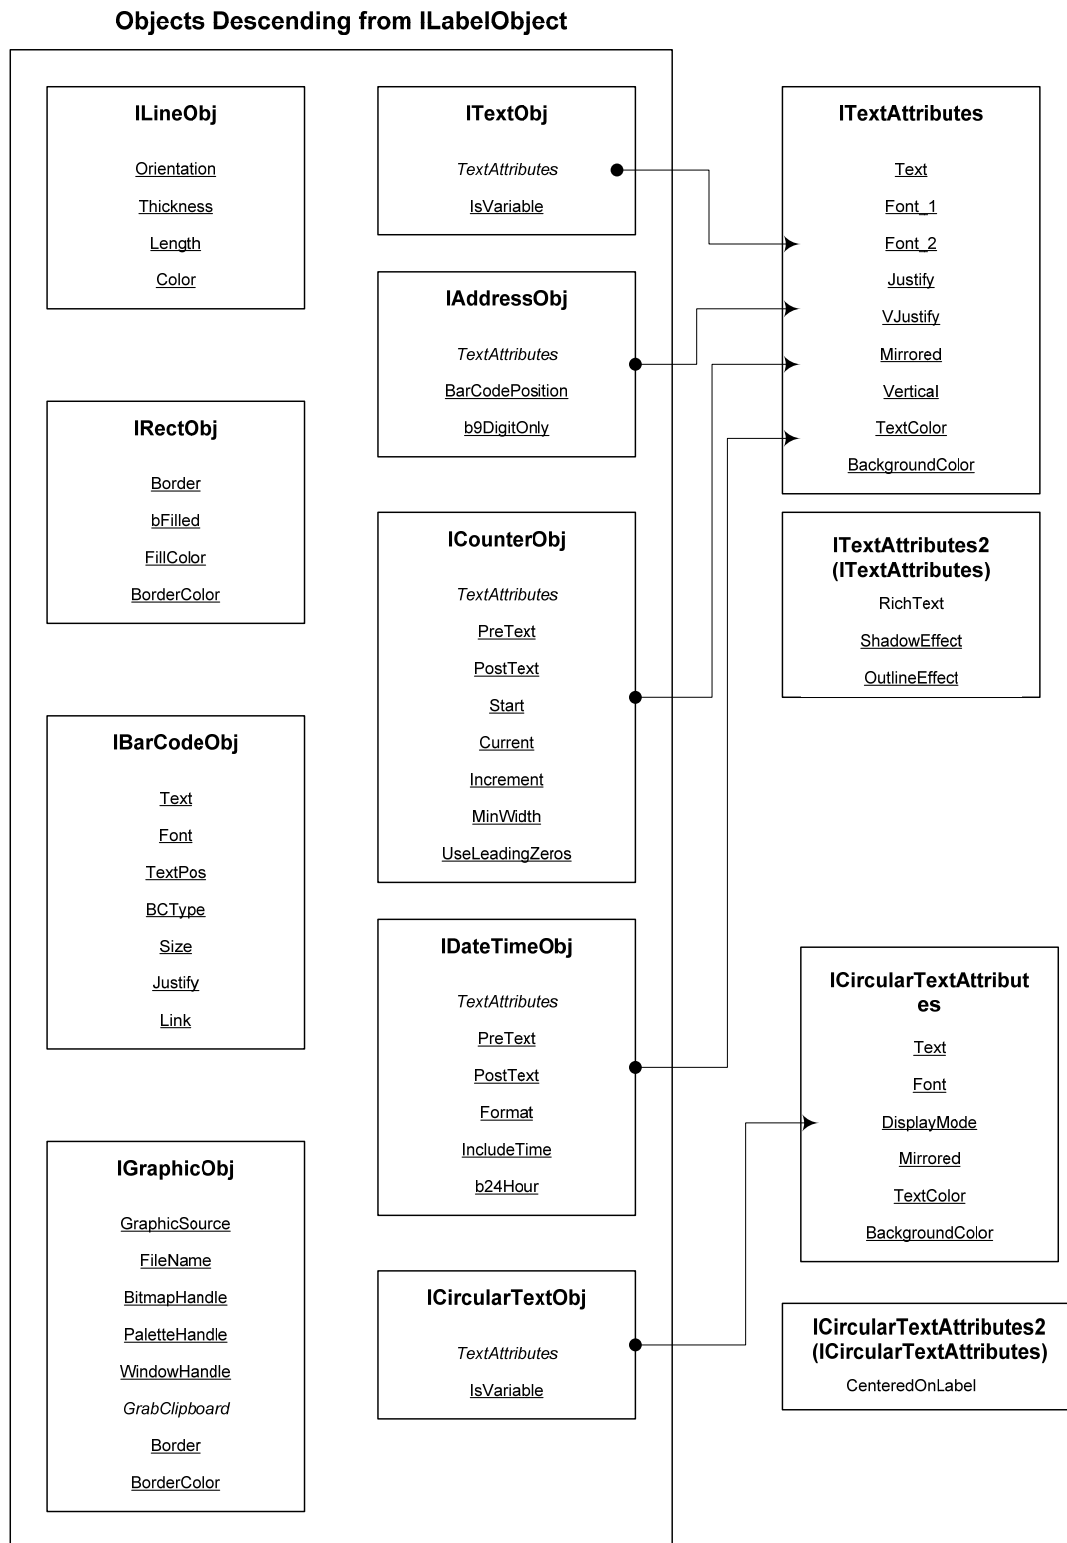 Objects Descending from ILabelObject
ILineObj
Orientation
Thickness
Length
Color
IRectObj
Border
bFilled
FillColor
BorderColor
IBarCodeObj
Text
Font
TextPos
BCType
Size
Justify
Link
IGraphicObj
GraphicSource
FileName
BitmapHandle
PaletteHandle
WindowHandle
GrabClipboard
Border
BorderColor
ITextObj
TextAttributes
IsVariable
IAddressObj
TextAttributes
BarCodePosition
b9DigitOnly
ICounterObj
TextAttributes
PreText
PostText
Start
Current
Increment
MinWidth
UseLeadingZeros
IDateTimeObj
TextAttributes
PreText
PostText
Format
IncludeTime
b24Hour
ICircularTextObj
TextAttributes
IsVariable
ITextAttributes
Text
Font_1
Font_2
Justify
VJustify
Mirrored
Vertical
TextColor
BackgroundColor
ITextAttributes2
(ITextAttributes)
RichText
ShadowEffect
OutlineEffect
ICircularTextAttribut
es
Text
Font
DisplayMode
Mirrored
TextColor
BackgroundColor
ICircularTextAttributes2
(ICircularTextAttributes)
CenteredOnLabel